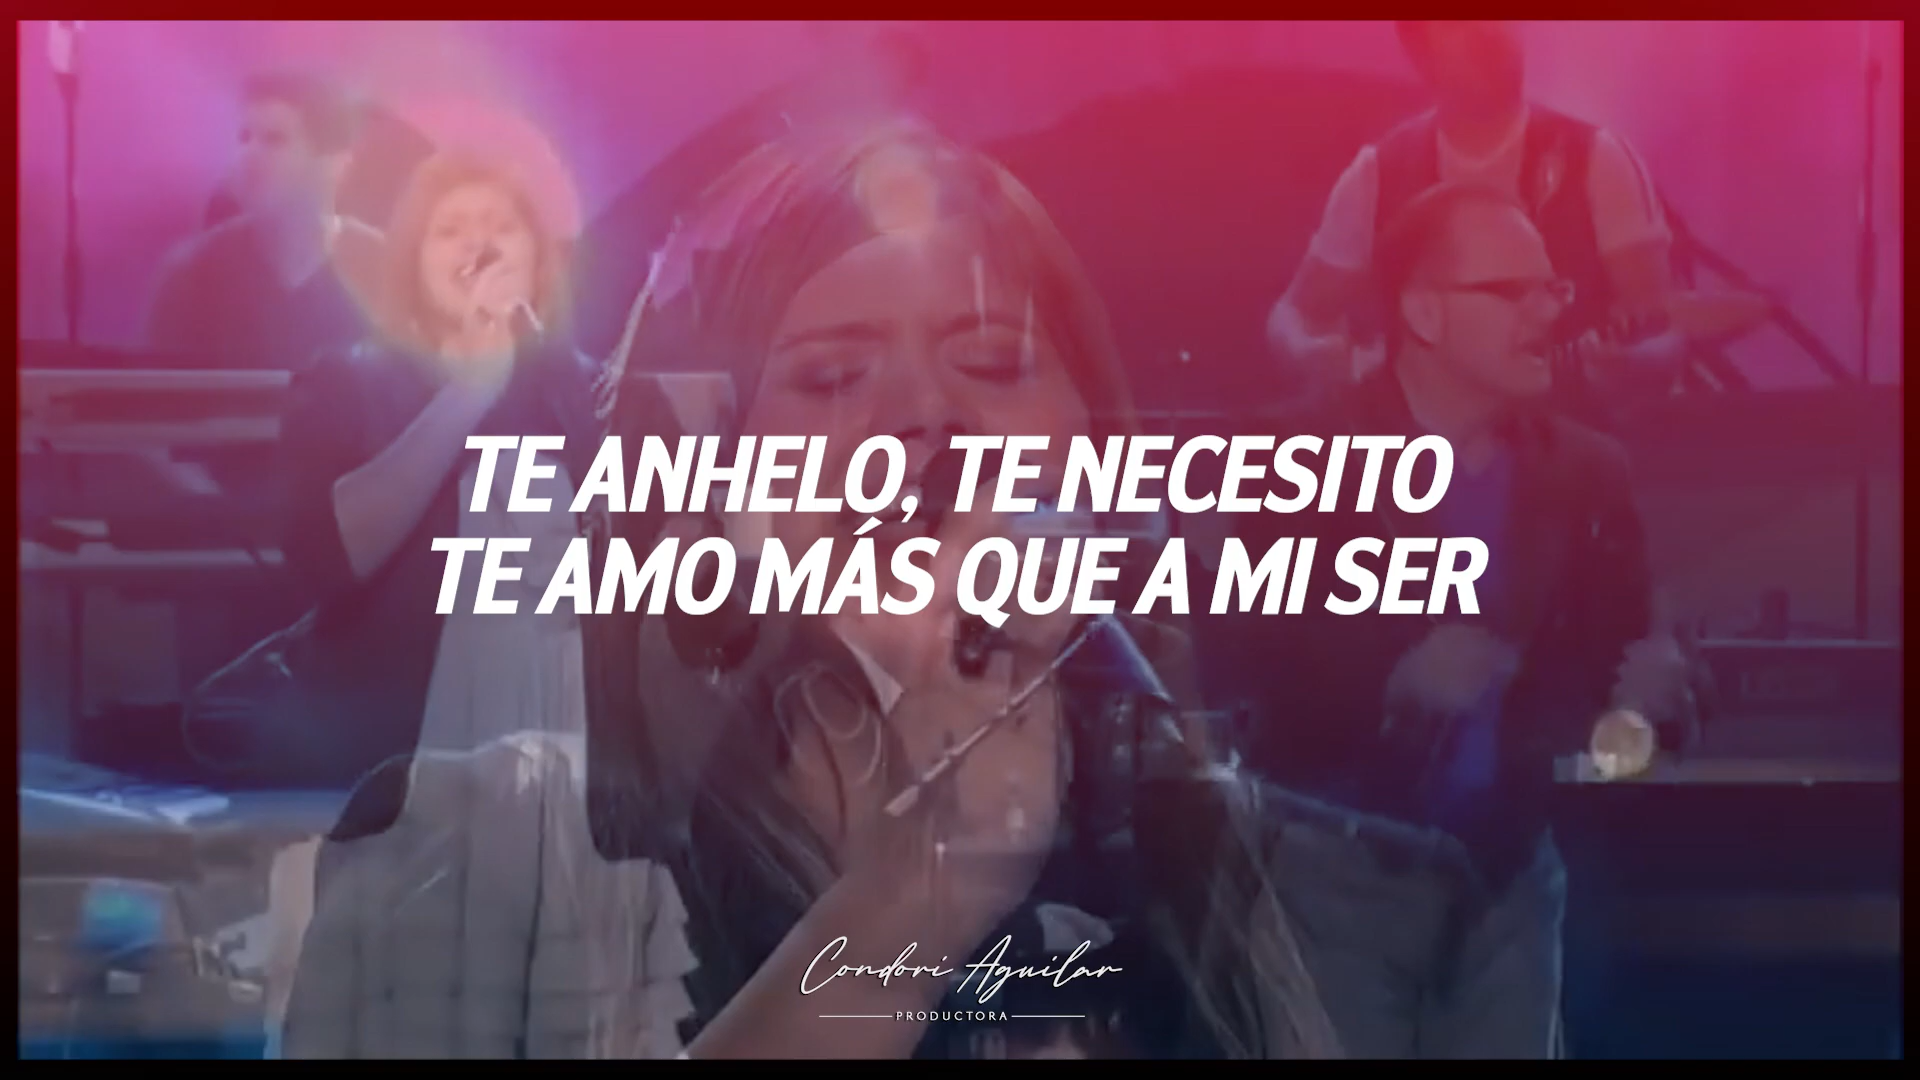 TE ANHELO, TE NECESITO
TE AMO MÁS QUE A MI SER
Condori Aguilar
PRODUCTORA